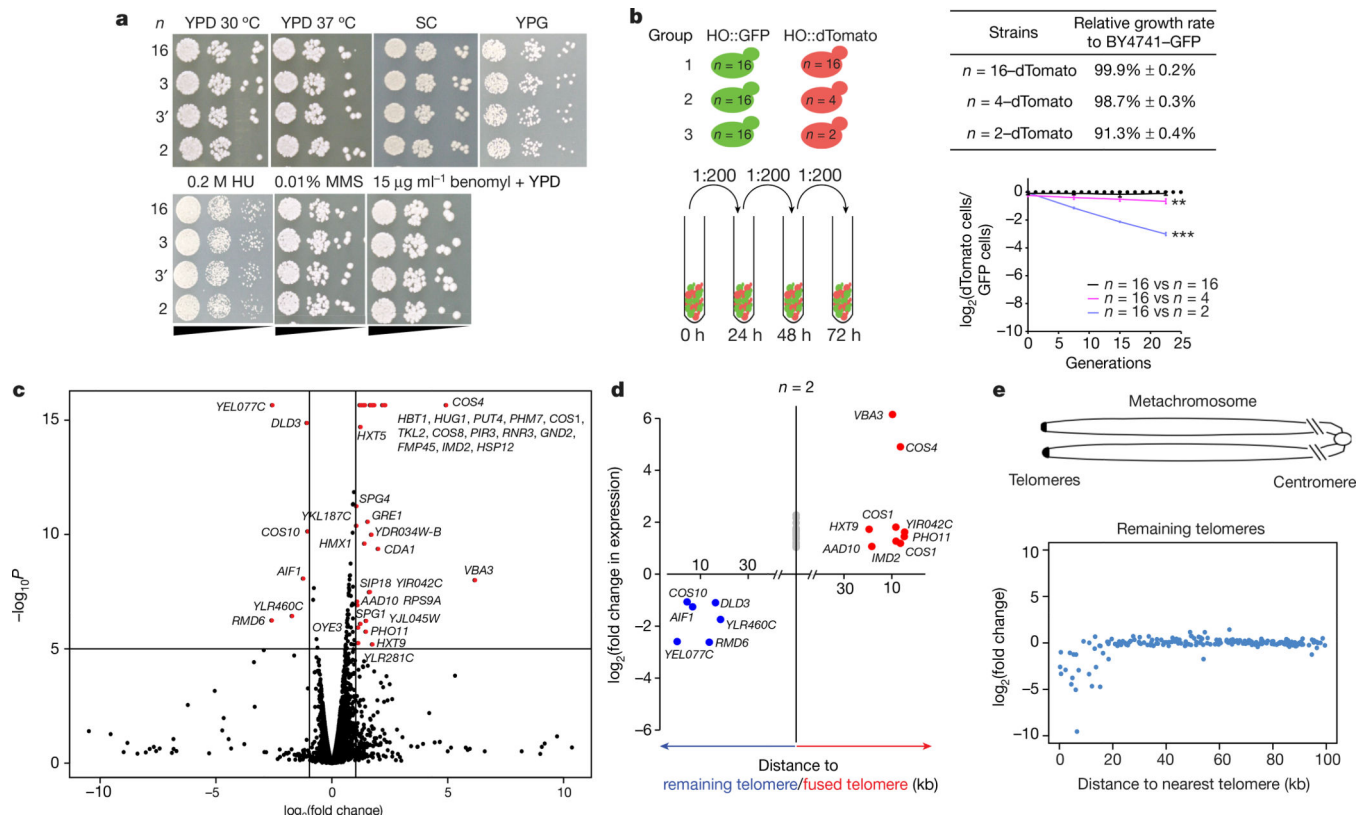 a
n YPD 30 °C YPD 37 °C SC YPG
16
3
3′
2
0.2 M HU 0.01% MMS 15 μg ml⁻¹ benomyl + YPD
16
3
3′
2
b
Group HO::GFP HO::dTomato
1 n = 16 n = 16
2 n = 16 n = 4
3 n = 16 n = 2
1:200 1:200 1:200
0 h 24 h 48 h 72 h
Strains Relative growth rate
to BY4741–GFP
n = 16–dTomato 99.9% ± 0.2%
n = 4–dTomato 98.7% ± 0.3%
n = 2–dTomato 91.3% ± 0.4%
log₂(dTomato cells/
GFP cells)
0
−2
−4
−6
−8
−10
**
***
n = 16 vs n = 16
n = 16 vs n = 4
n = 16 vs n = 2
0 5 10 15 20 25
Generations
c
−log₁₀P
15
10
5
0
YEL077C
DLD3
COS10
AIF1
YLR460C
RMD6
COS4
HBT1, HUG1, PUT4, PHM7, COS1,
TKL2, COS8, PIR3, RNR3, GND2,
FMP45, IMD2, HSP12
HXT5
SPG4
YKL187C GRE1
YDR034W-B
HMX1 CDA1
VBA3
SIP18 YIR042C
AAD10 RPS9A
SPG1 YJL045W
OYE3 PHO11
HXT9
YLR281C
−10 −5 0 5 10
log₂(fold change)
d
n = 2
log₂(fold change in expression)
6
4
2
0
−2
−4
−6
VBA3
COS4
COS1
HXT9 YIR042C
PHO11
AAD10 COS1
IMD2
10 30
30 10
COS10
AIF1 DLD3
YLR460C
YEL077C RMD6
Distance to
remaining telomere/fused telomere (kb)
e
Metachromosome
Telomeres Centromere
Remaining telomeres
log₂(fold change)
10
5
0
−5
−10
0 20 40 60 80 100
Distance to nearest telomere (kb)